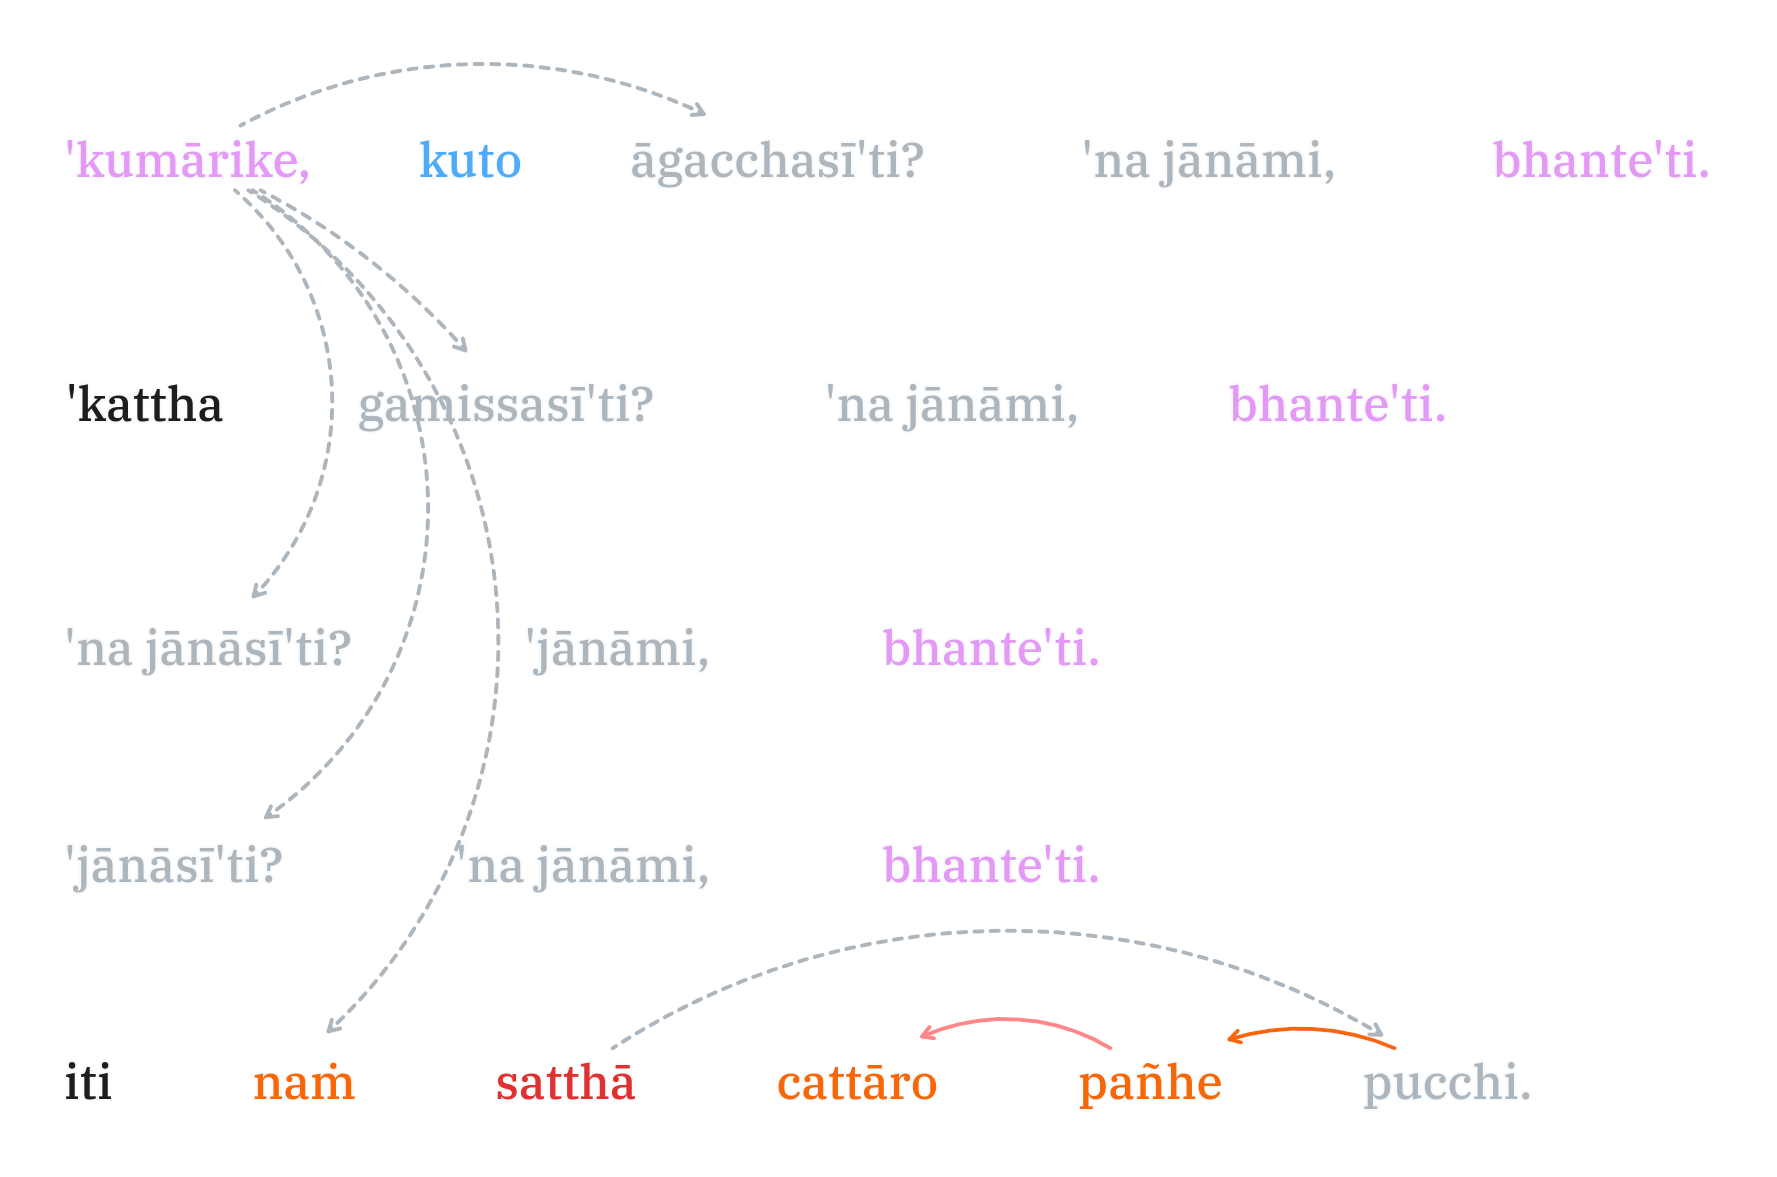 'kumārike, kuto āgacchasī'ti? 'na jānāmi, bhante'ti.
'kattha gamissasī'ti? 'na jānāmi, bhante'ti.
'na jānāsī'ti? 'jānāmi, bhante'ti.
'jānāsī'ti? 'na jānāmi, bhante'ti.
iti naṁ satthā cattāro pañhe pucchi.